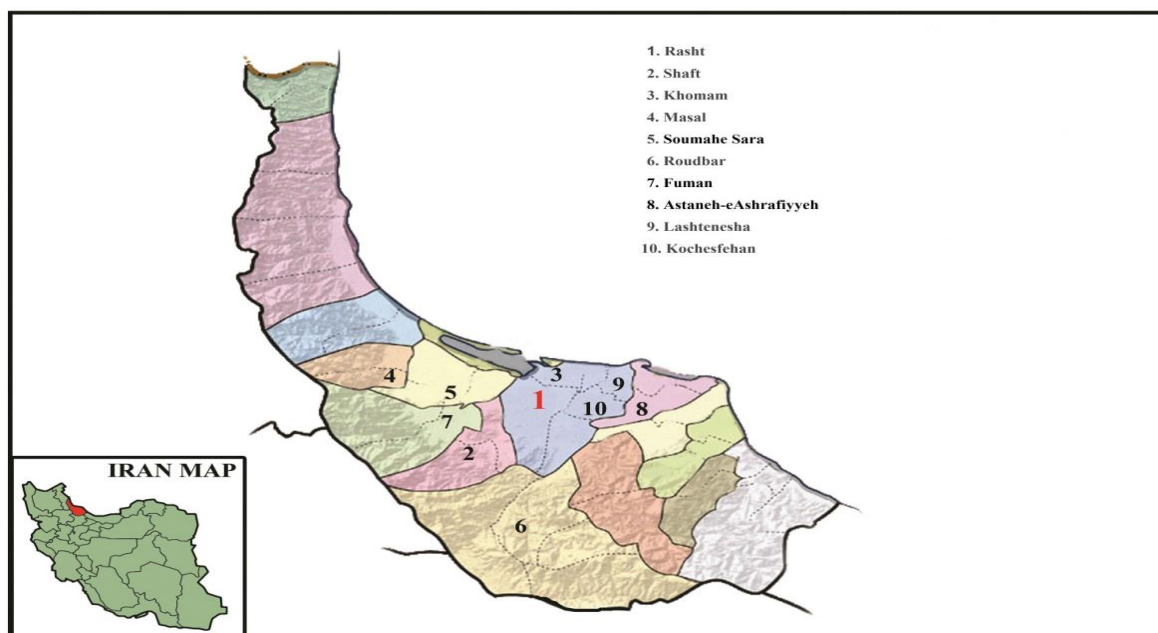 1. Rasht
2. Shaft
3. Khomam
4. Masal
5. Soumahe Sara
6. Roudbar
7. Fuman
8. Astaneh-eAshrafiyyeh
9. Lashtenesha
10. Kochesfehan
3
4
9
5
1
10
8
7
2
6
IRAN MAP